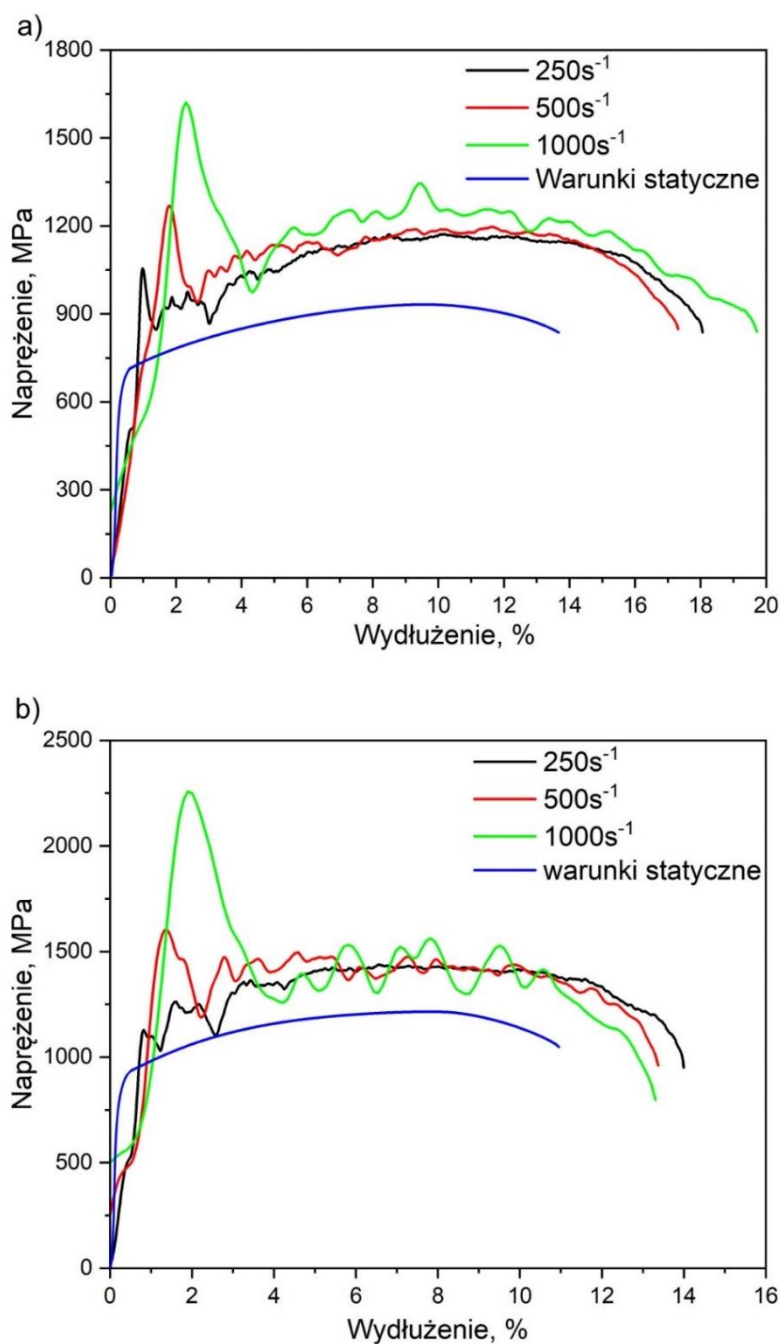 a)
1800
1500
1200
900
600
300
0
Naprężenie, MPa
250s⁻¹
500s⁻¹
1000s⁻¹
Warunki statyczne
0 2 4 6 8 10 12 14 16 18 20
Wydłużenie, %
b)
2500
2000
1500
1000
500
0
Naprężenie, MPa
250s⁻¹
500s⁻¹
1000s⁻¹
warunki statyczne
0 2 4 6 8 10 12 14 16
Wydłużenie, %